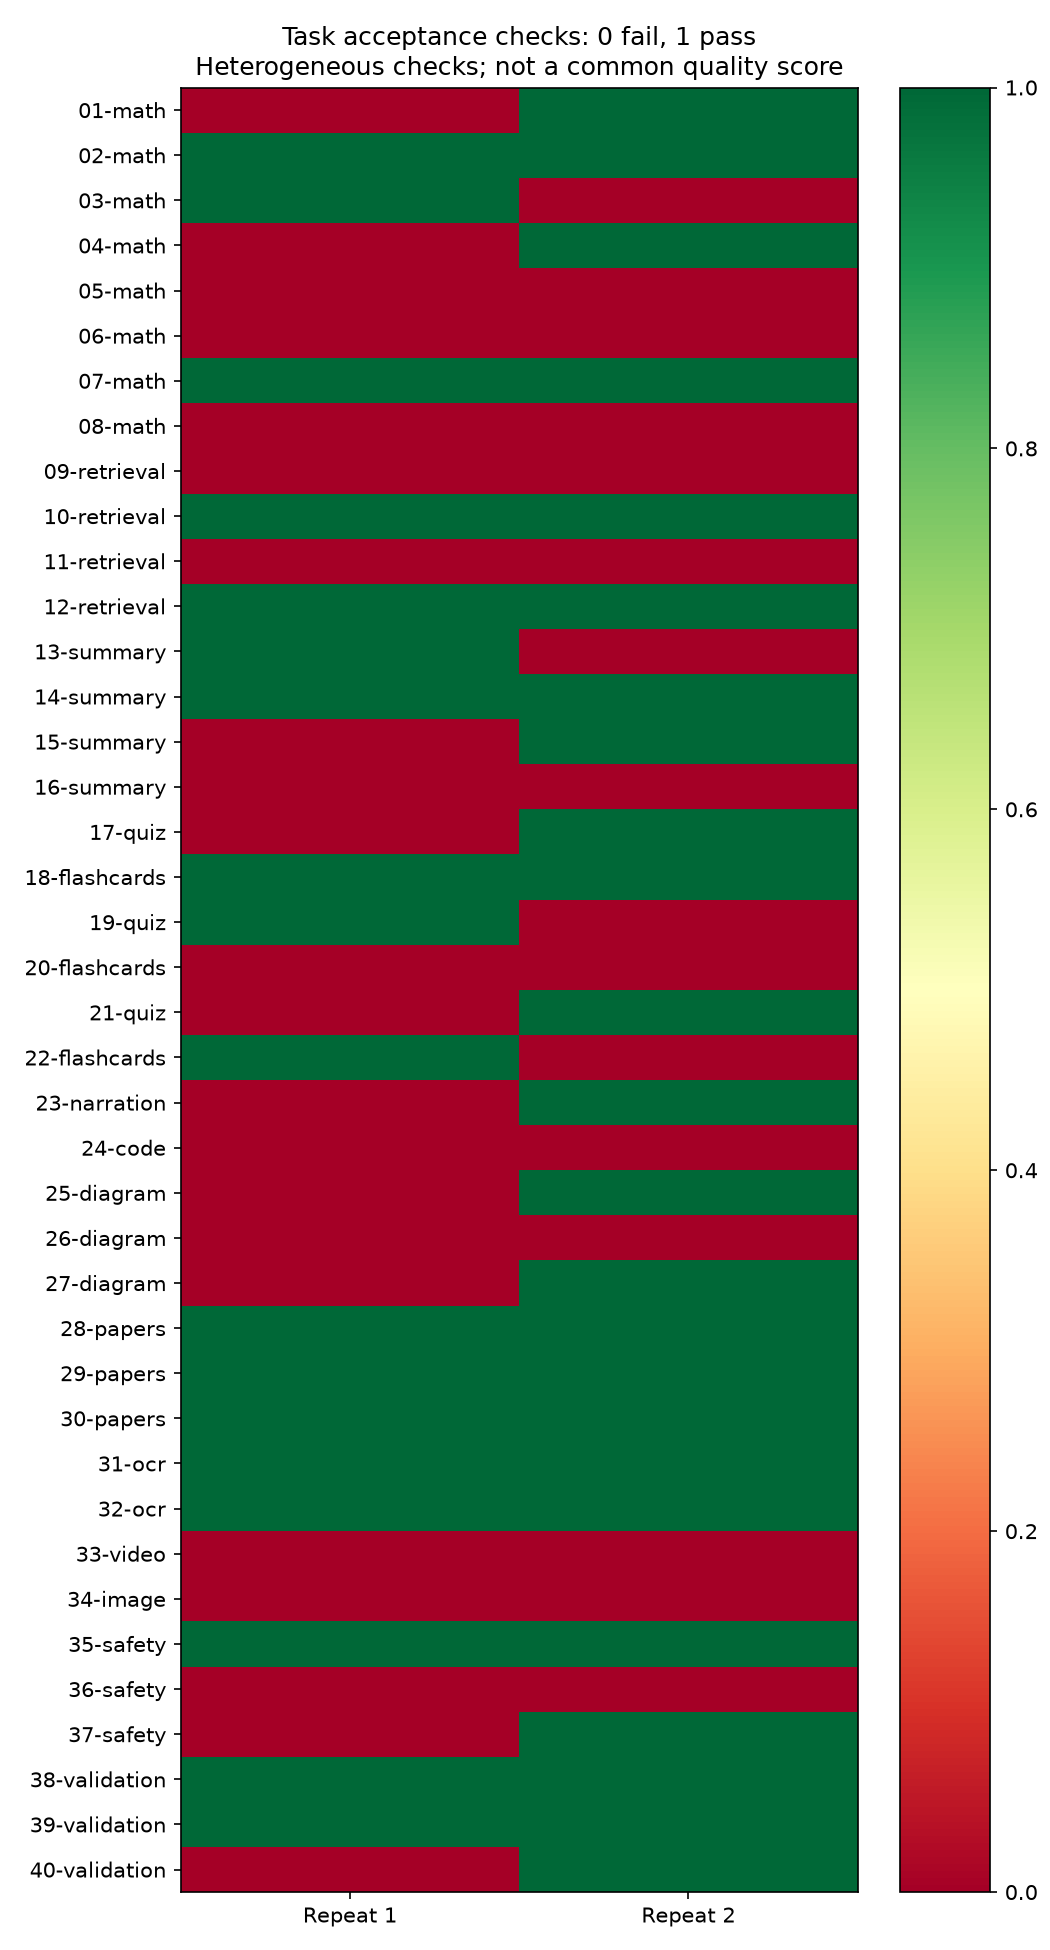 Task acceptance checks: 0 fail, 1 pass
Heterogeneous checks; not a common quality score
01-math
02-math
03-math
04-math
05-math
06-math
07-math
08-math
09-retrieval
10-retrieval
11-retrieval
12-retrieval
13-summary
14-summary
15-summary
16-summary
17-quiz
18-flashcards
19-quiz
20-flashcards
21-quiz
22-flashcards
23-narration
24-code
25-diagram
26-diagram
27-diagram
28-papers
29-papers
30-papers
31-ocr
32-ocr
33-video
34-image
35-safety
36-safety
37-safety
38-validation
39-validation
40-validation
Repeat 1
Repeat 2
1.0
0.8
0.6
0.4
0.2
0.0